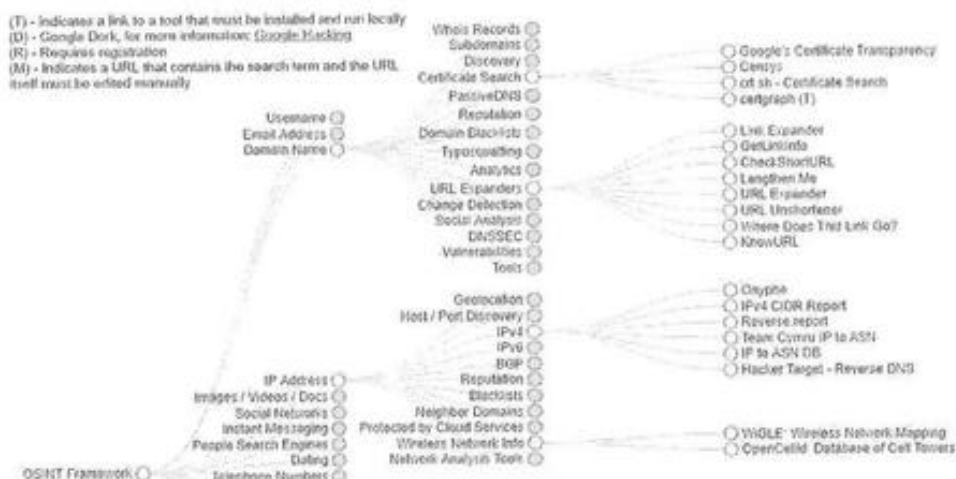 (T) - Indicates a link to a tool that must be installed and run locally
(D) - Google Dork, for more information: Google Hacking
(R) - Requires registration
(M) - Indicates a URL that contains the search term and the URL
itself must be edited manually
Username
Email Address
Domain Name
Whois Records
Subdomains
Discovery
Certificate Search
PassiveDNS
Reputation
Domain Blacklists
Typosquatting
Analytics
URL Expanders
Change Detection
Social Analysis
DNSSEC
Vulnerabilities
Tools
Google's Certificate Transparency
Censys
crt.sh - Certificate Search
certgraph (T)
Link Expander
GetLinkInfo
CheckShortURL
Lengthen Me
URL Expander
URL Unshortener
Where Does This Link Go?
KnowURL
Geolocation
Host / Port Discovery
IPv4
IPv6
BGP
Reputation
Blacklists
Neighbor Domains
Protected by Cloud Services
Wireless Network Info
Network Analysis Tools
Onyphe
IPv4 CIDR Report
Reverse.report
Team Cymru IP to ASN
IP to ASN DB
Hacker Target - Reverse DNS
WiGLE: Wireless Network Mapping
OpenCellid: Database of Cell Towers
IP Address
Images / Videos / Docs
Social Networks
Instant Messaging
People Search Engines
Dating
Telephone Numbers
OSINT Framework